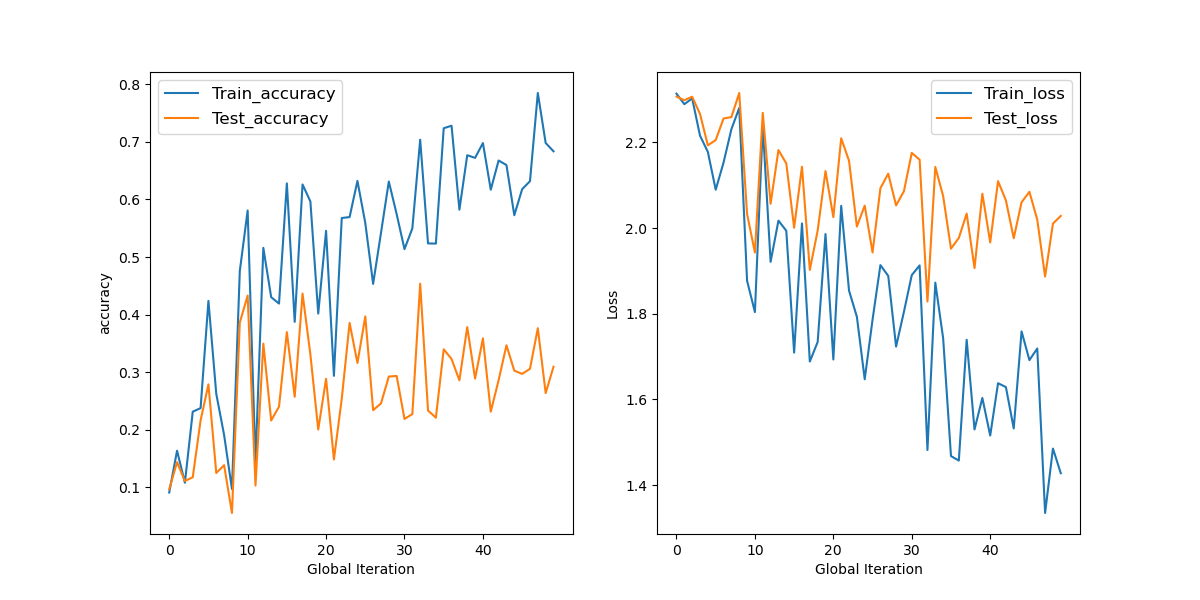 0.8
0.7
0.6
0.5
0.4
0.3
0.2
0.1
accuracy
Train_accuracy
Test_accuracy
0 10 20 30 40
Global Iteration
2.2
2.0
1.8
1.6
1.4
Loss
Train_loss
Test_loss
0 10 20 30 40
Global Iteration